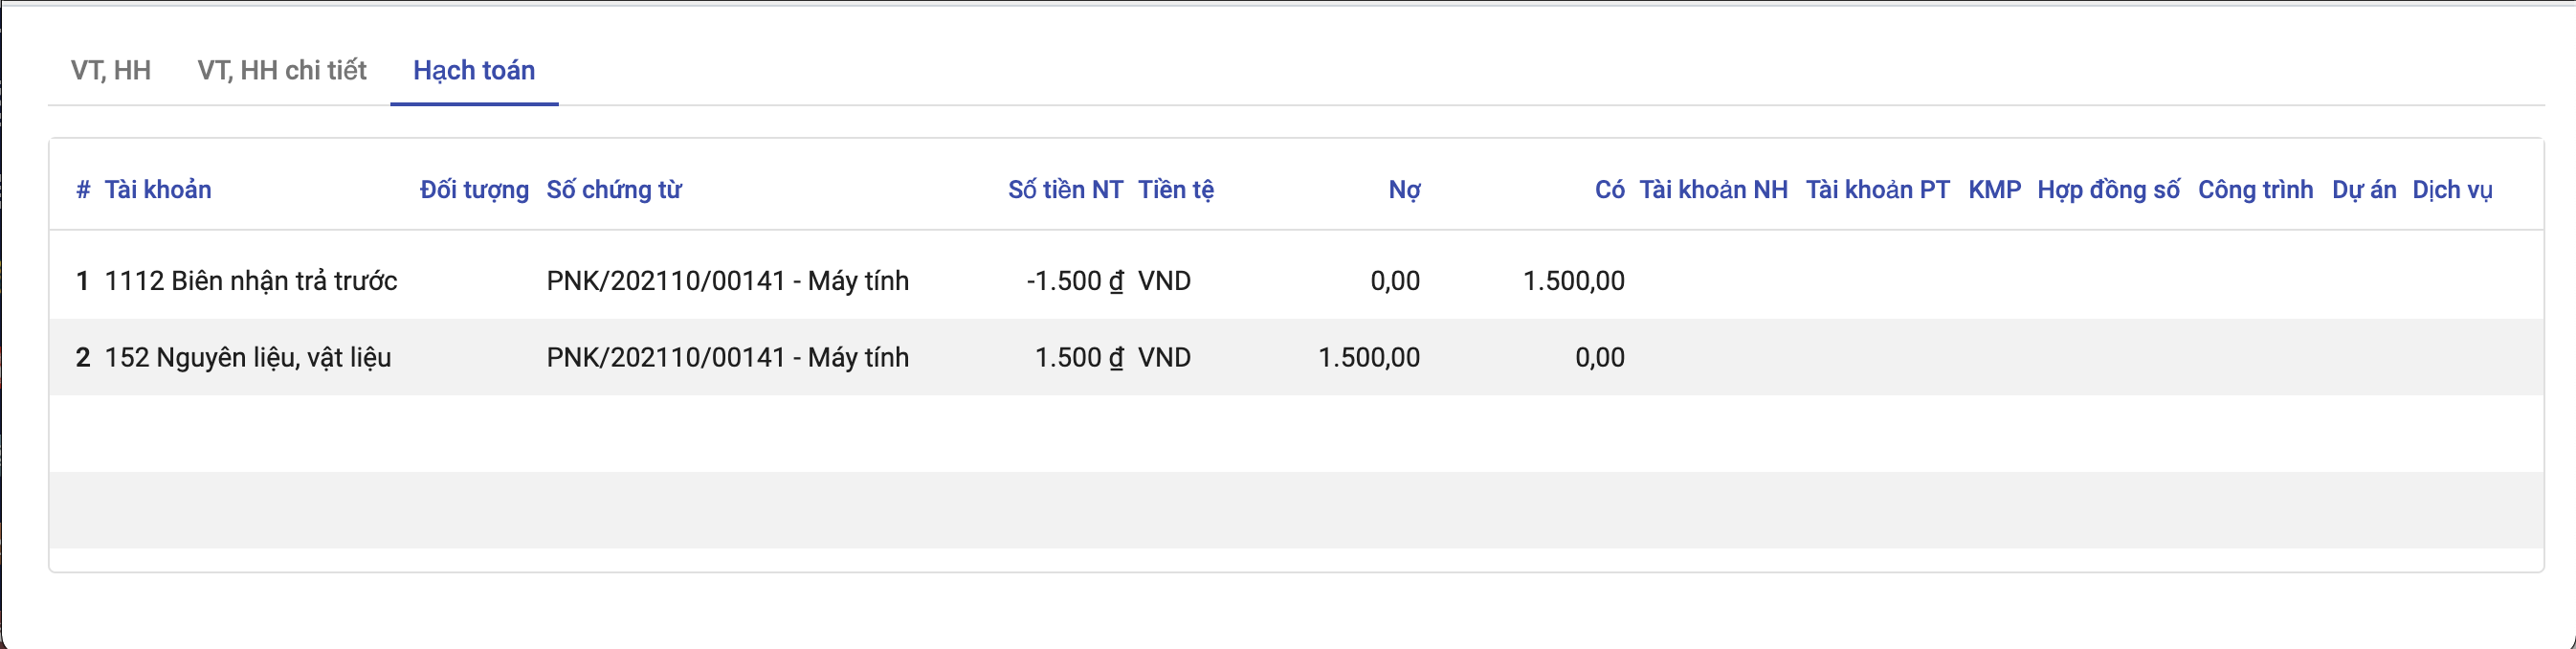 VT, HH VT, HH chi tiết Hạch toán
# Tài khoản Đối tượng Số chứng từ Số tiền NT Tiền tệ Nợ Có Tài khoản NH Tài khoản PT KMP Hợp đồng số Công trình Dự án Dịch vụ
1 1112 Biên nhận trả trước PNK/202110/00141 - Máy tính -1.500 ₫ VND 0,00 1.500,00
2 152 Nguyên liệu, vật liệu PNK/202110/00141 - Máy tính 1.500 ₫ VND 1.500,00 0,00